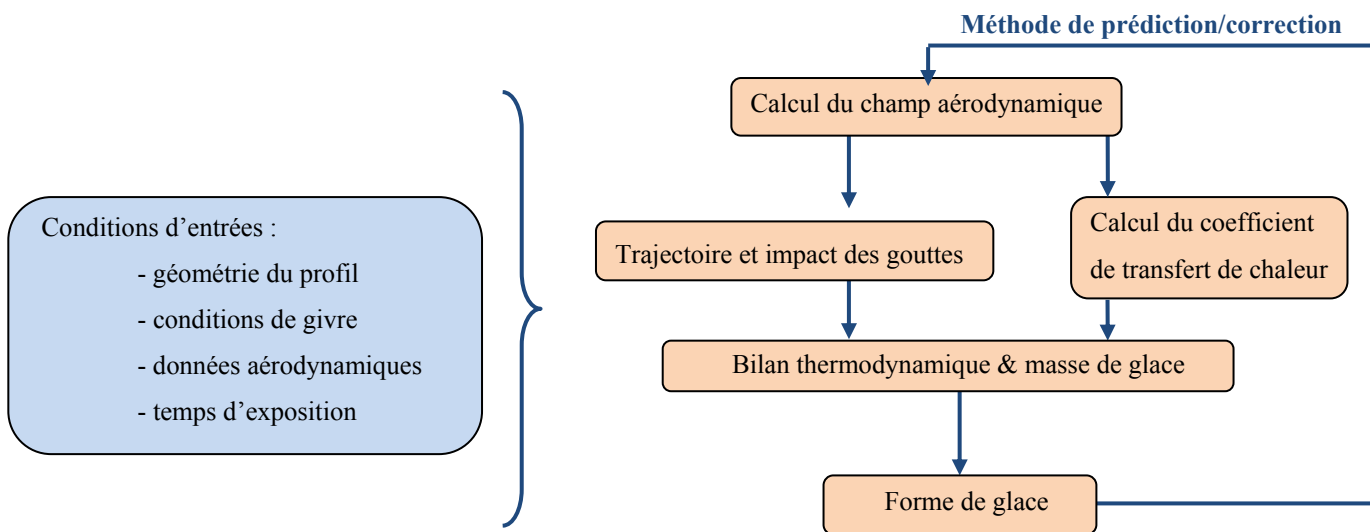 Méthode de prédiction/correction
Calcul du champ aérodynamique
Conditions d’entrées :
- géométrie du profil
- conditions de givre
- données aérodynamiques
- temps d’exposition
Trajectoire et impact des gouttes
Calcul du coefficient
de transfert de chaleur
Bilan thermodynamique & masse de glace
Forme de glace